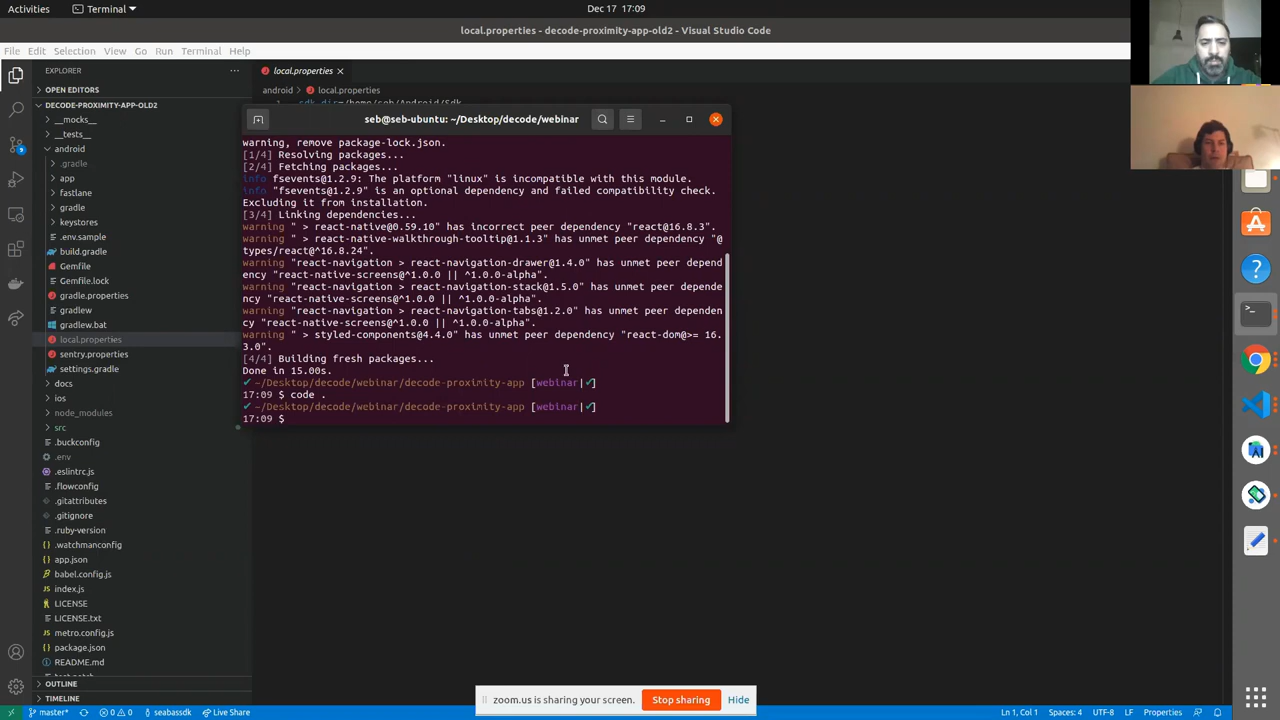 Activities
Terminal
Dec 17 17:09
local.properties - decode-proximity-app-old2 - Visual Studio Code
File Edit Selection View Go Run Terminal Help
EXPLORER
local.properties
OPEN EDITORS
android > local.properties
DECODE-PROXIMITY-APP-OLD2
sdk.dir=/home/seb/Android/Sdk
__mocks__
__tests__
android
.gradle
app
fastlane
gradle
keystores
.env.sample
build.gradle
Gemfile
Gemfile.lock
gradle.properties
gradlew
gradlew.bat
local.properties
sentry.properties
settings.gradle
docs
ios
node_modules
src
.buckconfig
.env
.eslintrc.js
.flowconfig
.gitattributes
.gitignore
.ruby-version
.watchmanconfig
app.json
babel.config.js
index.js
LICENSE
LICENSE.txt
metro.config.js
package.json
README.md
OUTLINE
TIMELINE
seb@seb-ubuntu: ~/Desktop/decode/webinar
warning, remove package-lock.json.
[1/4] Resolving packages...
[2/4] Fetching packages...
info fsevents@1.2.9: The platform "linux" is incompatible with this module.
info "fsevents@1.2.9" is an optional dependency and failed compatibility check.
Excluding it from installation.
[3/4] Linking dependencies...
warning " > react-native@0.59.10" has incorrect peer dependency "react@16.8.3".
warning " > react-native-walkthrough-tooltip@1.1.3" has unmet peer dependency "@
types/react@^16.8.24".
warning "react-navigation > react-navigation-drawer@1.4.0" has unmet peer depend
ency "react-native-screens@^1.0.0 || ^1.0.0-alpha".
warning "react-navigation > react-navigation-stack@1.5.0" has unmet peer depende
ncy "react-native-screens@^1.0.0 || ^1.0.0-alpha".
warning "react-navigation > react-navigation-tabs@1.2.0" has unmet peer dependen
cy "react-native-screens@^1.0.0 || ^1.0.0-alpha".
warning " > styled-components@4.4.0" has unmet peer dependency "react-dom@>= 16.
3.0".
[4/4] Building fresh packages...
Done in 15.00s.
✔ ~/Desktop/decode/webinar/decode-proximity-app [webinar|✔]
17:09 $ code .
✔ ~/Desktop/decode/webinar/decode-proximity-app [webinar|✔]
17:09 $
zoom.us is sharing your screen. Stop sharing Hide
master* 0 0 seabassdk Live Share
Ln 1, Col 1 Spaces: 4 UTF-8 LF Properties